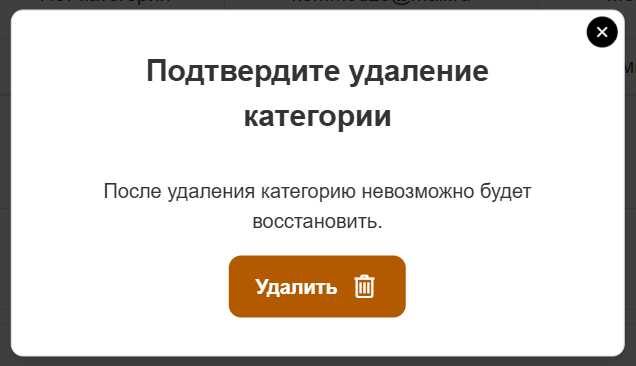 Подтвердите удаление
категории
После удаления категорию невозможно будет
восстановить.
Удалить